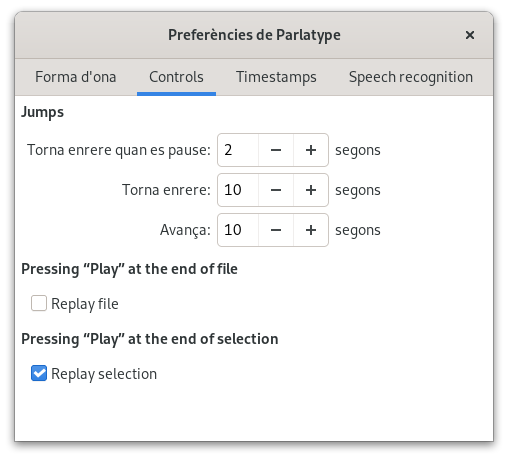 Preferències de Parlatype
Forma d'ona Controls Timestamps Speech recognition
Jumps
Torna enrere quan es pause: 2 segons
Torna enrere: 10 segons
Avança: 10 segons
Pressing “Play” at the end of file
Replay file
Pressing “Play” at the end of selection
Replay selection